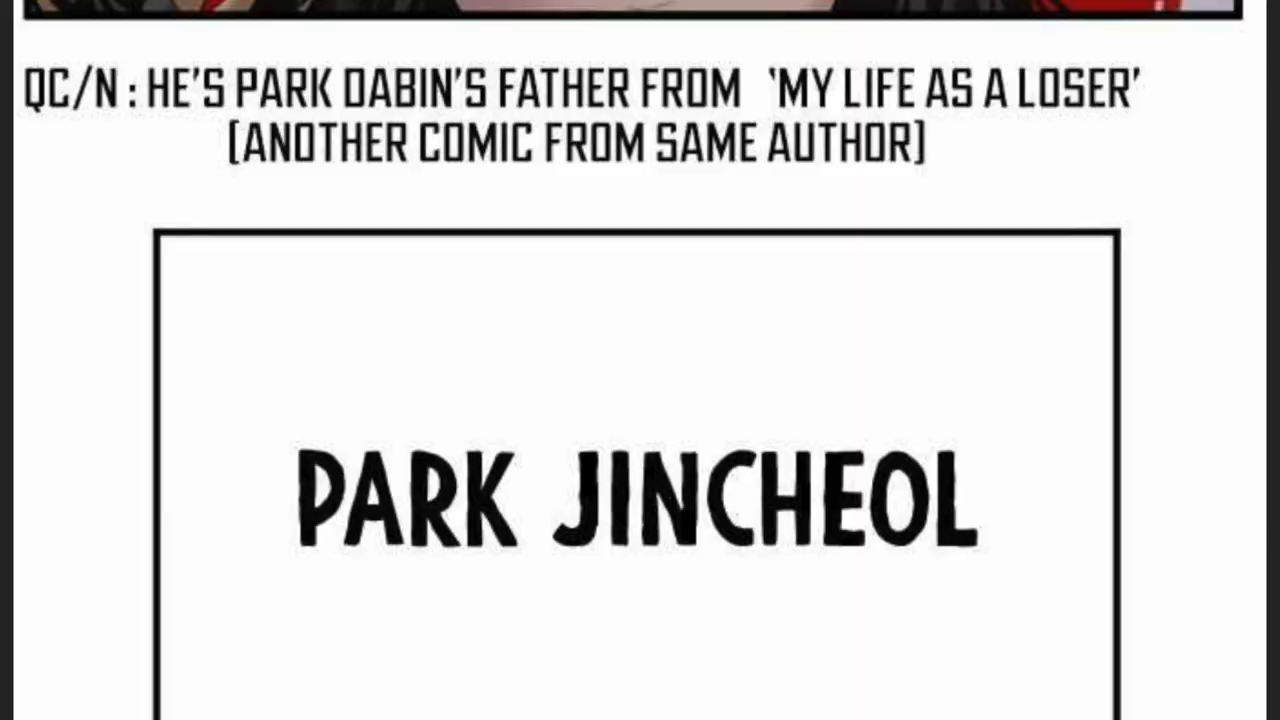 QC/N : HE'S PARK DABIN'S FATHER FROM 'MY LIFE AS A LOSER'
[ANOTHER COMIC FROM SAME AUTHOR]
PARK JINCHEOL